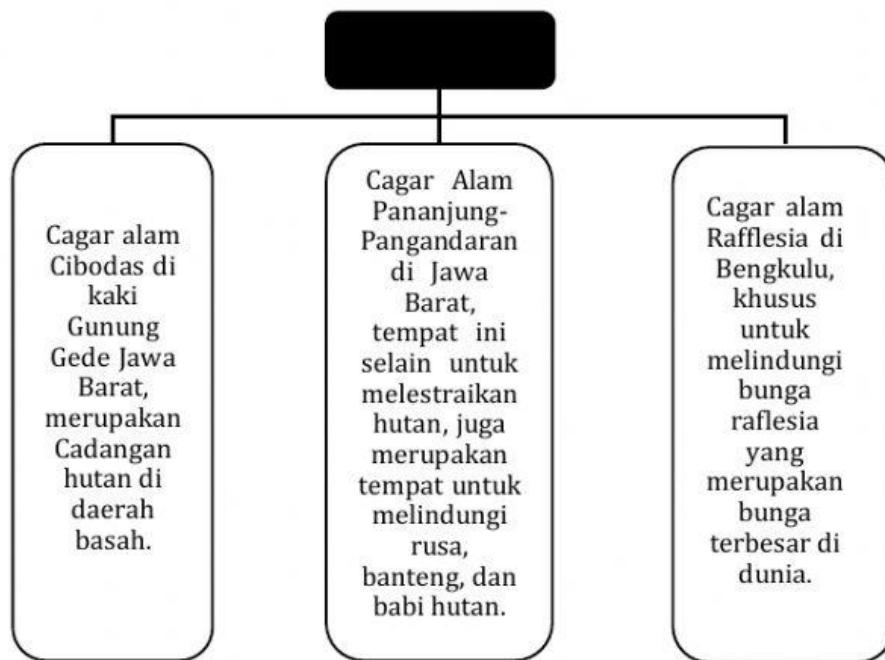 Cagar alam
Cibodas di
kaki
Gunung
Gede Jawa
Barat,
merupakan
Cadangan
hutan di
daerah
basah.
Cagar Alam
Pananjung-
Pangandaran
di Jawa
Barat,
tempat ini
selain untuk
melestraikan
hutan, juga
merupakan
tempat untuk
melindungi
rusa,
banteng, dan
babi hutan.
Cagar alam
Rafflesia di
Bengkulu,
khusus
untuk
melindungi
bunga
raflesia
yang
merupakan
bunga
terbesar di
dunia.